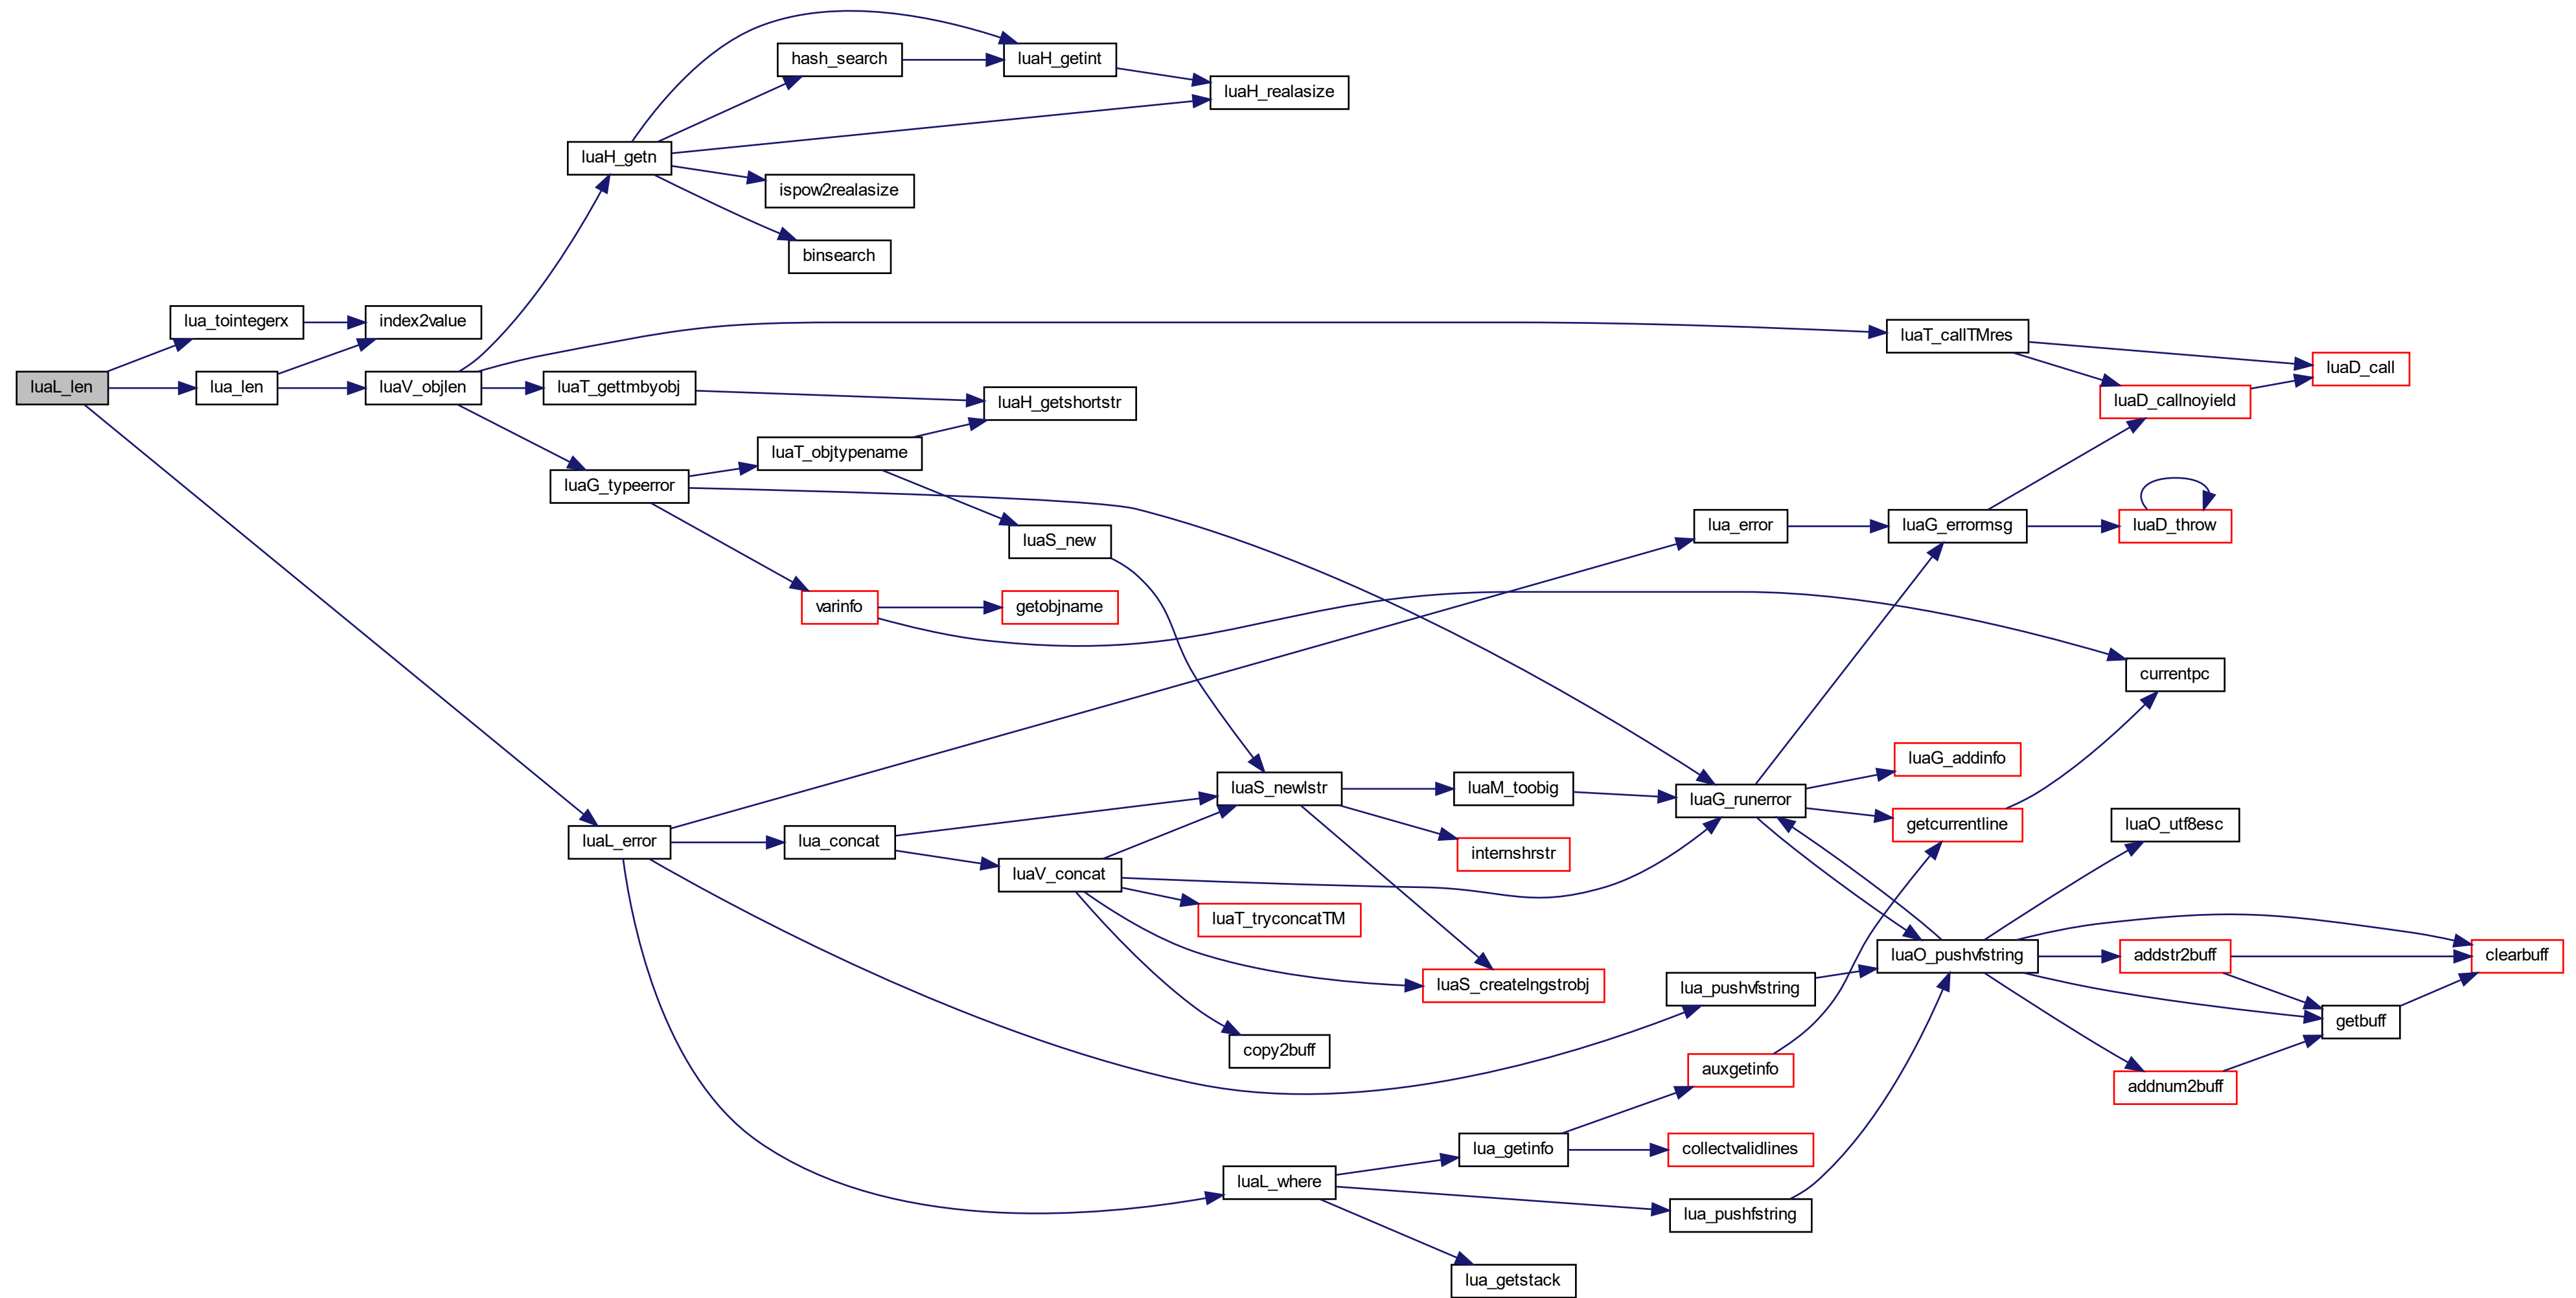 hash_search
luaH_getint
luaH_realasize
luaH_getn
ispow2realasize
binsearch
lua_tointegerx
index2value
luaT_callTMres
luaD_call
luaL_len
lua_len
luaV_objlen
luaT_gettmbyobj
luaH_getshortstr
luaD_callnoyield
luaT_objtypename
luaG_typeerror
luaS_new
lua_error
luaG_errormsg
luaD_throw
varinfo
getobjname
currentpc
luaG_addinfo
luaS_newlstr
luaM_toobig
luaG_runerror
getcurrentline
luaO_utf8esc
luaL_error
lua_concat
internshrstr
luaV_concat
luaT_tryconcatTM
luaO_pushvfstring
addstr2buff
clearbuff
luaS_createlngstrobj
lua_pushvfstring
getbuff
copy2buff
auxgetinfo
addnum2buff
lua_getinfo
collectvalidlines
luaL_where
lua_pushfstring
lua_getstack